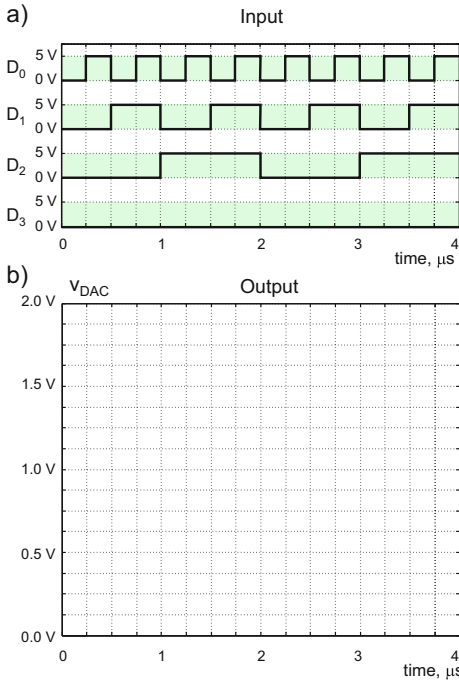 a)
Input
5 V
D0
0 V
5 V
D1
0 V
5 V
D2
0 V
5 V
D3
0 V
0 1 2 3 4
time, μs
b)
vDAC Output
2.0 V
1.5 V
1.0 V
0.5 V
0.0 V
0 1 2 3 4
time, μs